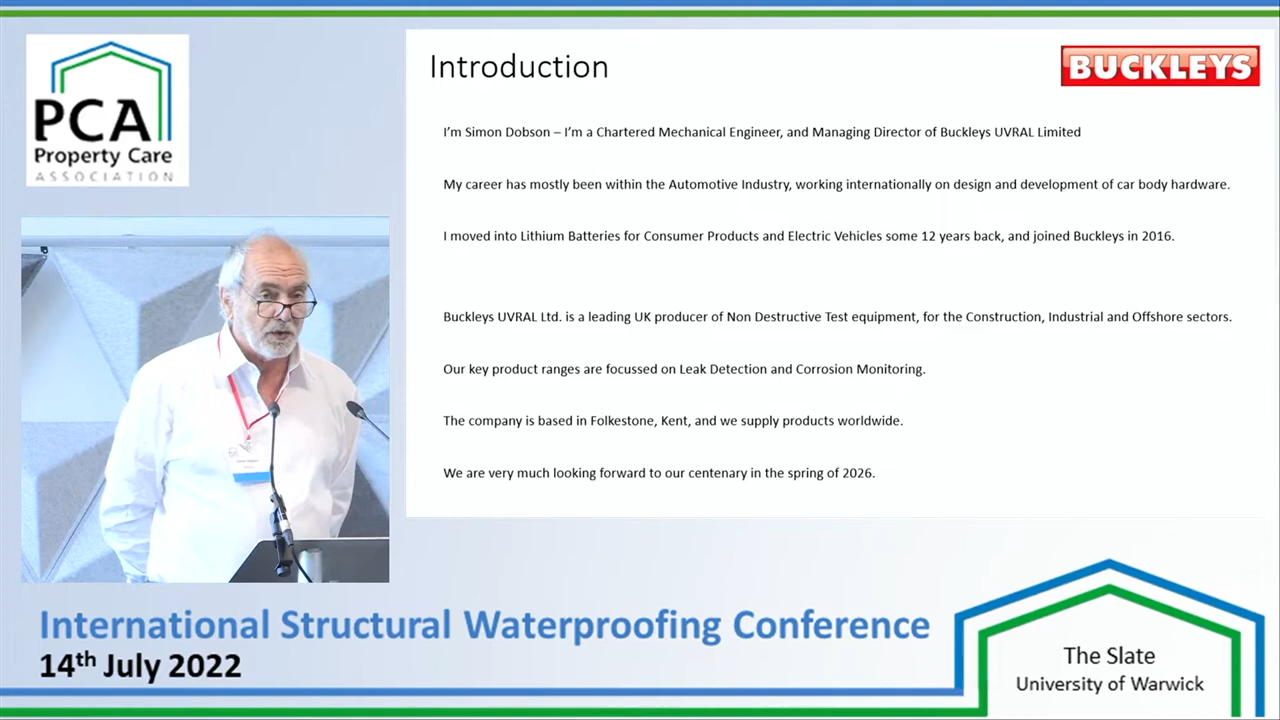 PCA
Property Care
ASSOCIATION
Introduction
BUCKLEYS
I'm Simon Dobson – I'm a Chartered Mechanical Engineer, and Managing Director of Buckleys UVRAL Limited
My career has mostly been within the Automotive Industry, working internationally on design and development of car body hardware.
I moved into Lithium Batteries for Consumer Products and Electric Vehicles some 12 years back, and joined Buckleys in 2016.
Buckleys UVRAL Ltd. is a leading UK producer of Non Destructive Test equipment, for the Construction, Industrial and Offshore sectors.
Our key product ranges are focussed on Leak Detection and Corrosion Monitoring.
The company is based in Folkestone, Kent, and we supply products worldwide.
We are very much looking forward to our centenary in the spring of 2026.
International Structural Waterproofing Conference
14th July 2022
The Slate
University of Warwick